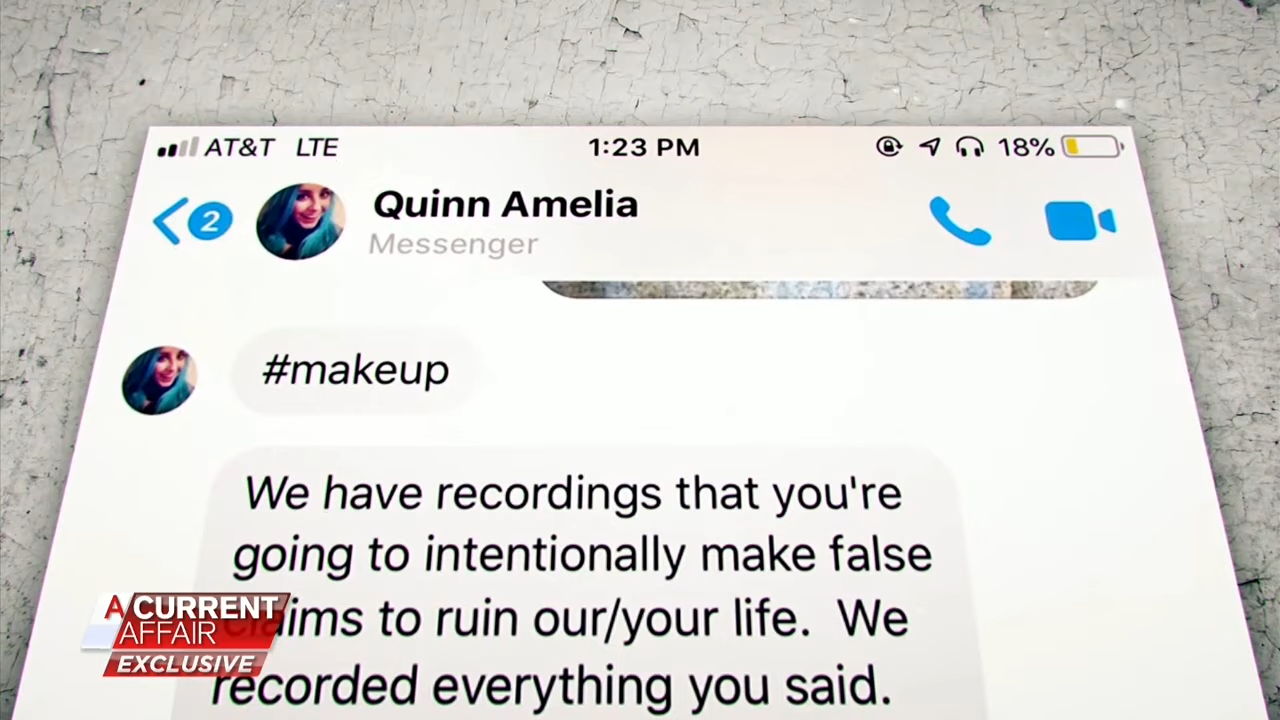 AT&T LTE 1:23 PM 18%
2 Quinn Amelia
Messenger
#makeup
We have recordings that you're
going to intentionally make false
claims to ruin our/your life. We
recorded everything you said.
A CURRENT
AFFAIR
EXCLUSIVE